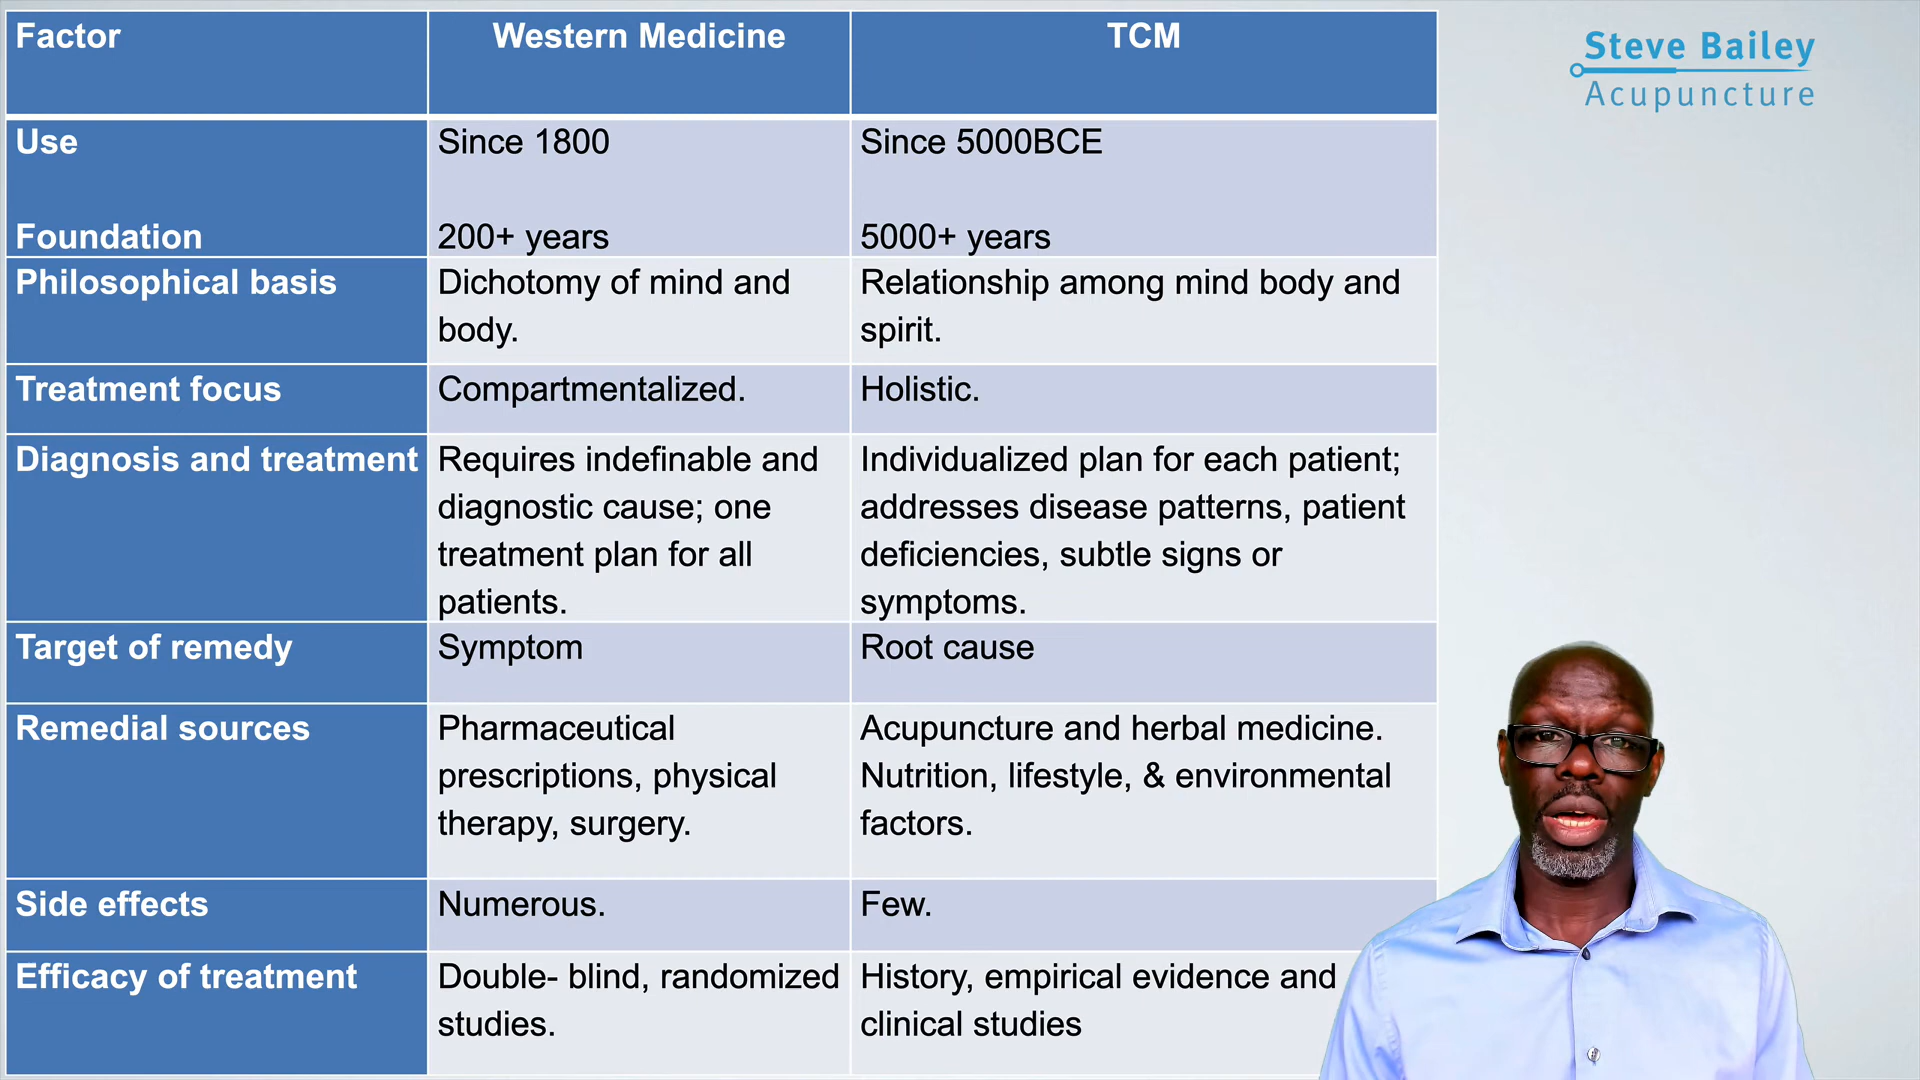 Factor
Western Medicine
TCM
Steve Bailey
Acupuncture
Use
Since 1800
Since 5000BCE
Foundation
200+ years
5000+ years
Philosophical basis
Dichotomy of mind and
body.
Relationship among mind body and
spirit.
Treatment focus
Compartmentalized.
Holistic.
Diagnosis and treatment
Requires indefinable and
diagnostic cause; one
treatment plan for all
patients.
Individualized plan for each patient;
addresses disease patterns, patient
deficiencies, subtle signs or
symptoms.
Target of remedy
Symptom
Root cause
Remedial sources
Pharmaceutical
prescriptions, physical
therapy, surgery.
Acupuncture and herbal medicine.
Nutrition, lifestyle, & environmental
factors.
Side effects
Numerous.
Few.
Efficacy of treatment
Double- blind, randomized
studies.
History, empirical evidence and
clinical studies